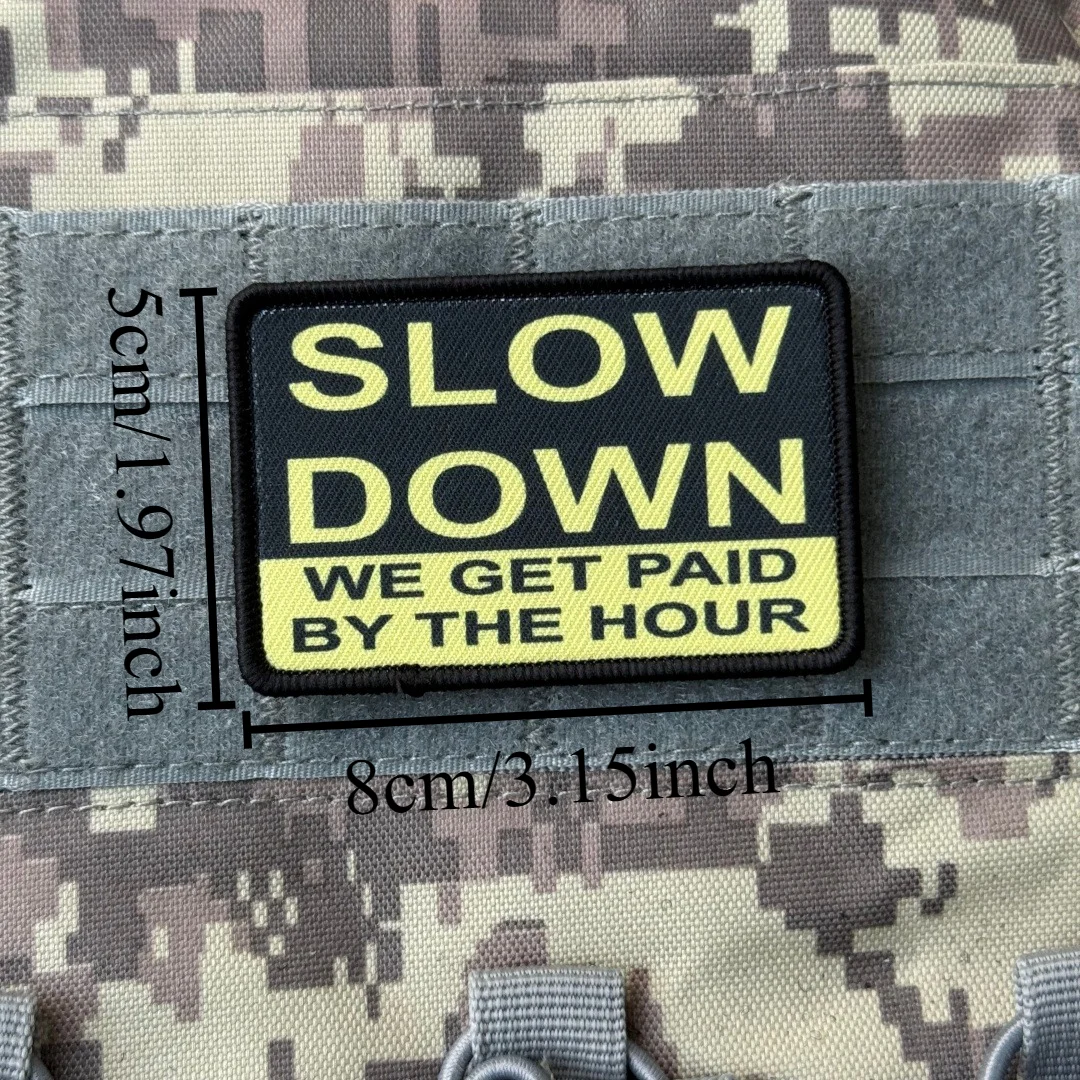 SLOW
DOWN
WE GET PAID
BY THE HOUR
5cm/1.97inch
8cm/3.15inch